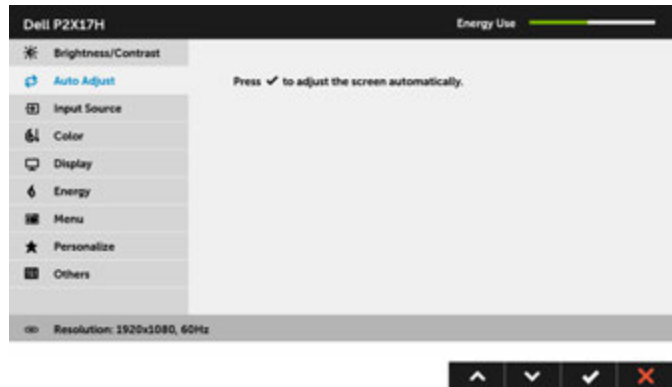 Dell P2X17H
Energy Use
Brightness/Contrast
Auto Adjust
Press ✔ to adjust the screen automatically.
Input Source
Color
Display
Energy
Menu
Personalize
Others
Resolution: 1920x1080, 60Hz